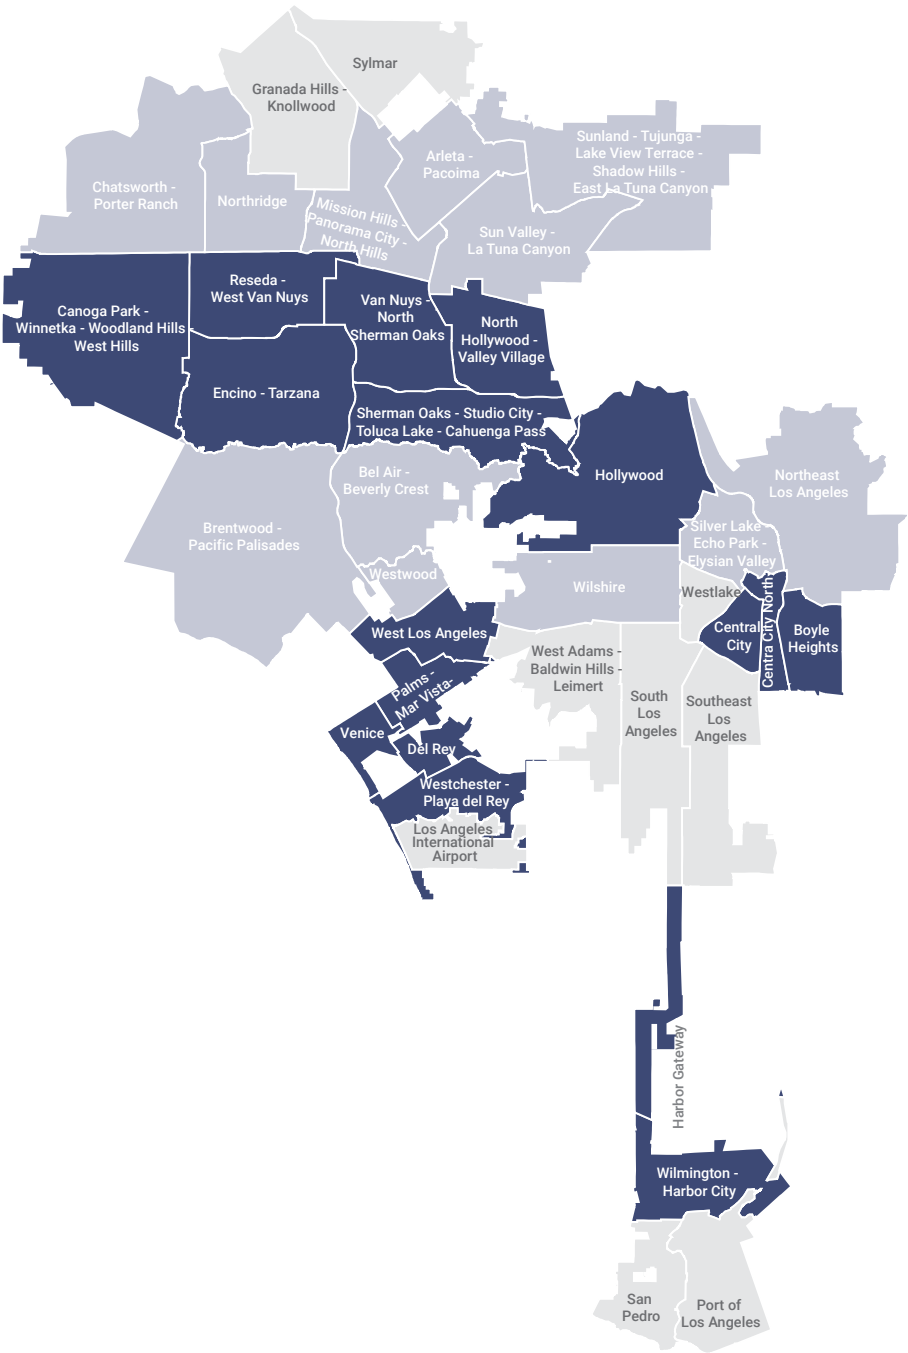 Sylmar
Granada Hills -
Knollwood
Sunland - Tujunga -
Lake View Terrace -
Shadow Hills -
East La Tuna Canyon
Arleta -
Pacoima
Chatsworth -
Porter Ranch
Northridge
Mission Hills -
Panorama City -
North Hills
Sun Valley -
La Tuna Canyon
Reseda -
West Van Nuys
Van Nuys -
North
Sherman Oaks
Canoga Park -
Winnetka - Woodland Hills
West Hills
North
Hollywood -
Valley Village
Encino - Tarzana
Sherman Oaks - Studio City -
Toluca Lake - Cahuenga Pass
Hollywood
Bel Air -
Beverly Crest
Northeast
Los Angeles
Brentwood -
Pacific Palisades
Silver Lake -
Echo Park -
Elysian Valley
Westwood
Wilshire
Westlake
Central
City
Centra City North
Boyle
Heights
West Los Angeles
West Adams -
Baldwin Hills -
Leimert
Palms -
Mar Vista-
South
Los
Angeles
Southeast
Los
Angeles
Venice
Del Rey
Westchester -
Playa del Rey
Los Angeles
International
Airport
Harbor Gateway
Wilmington -
Harbor City
San
Pedro
Port of
Los Angeles